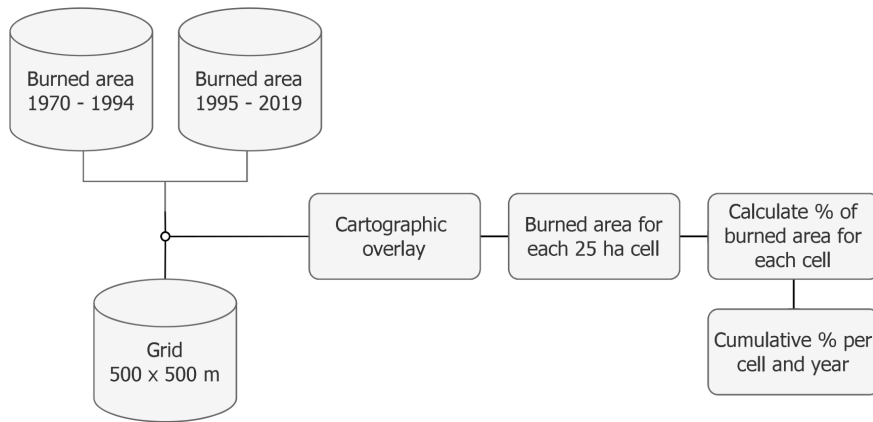 Burned area
1970 - 1994
Burned area
1995 - 2019
Cartographic
overlay
Burned area for
each 25 ha cell
Calculate % of
burned area for
each cell
Grid
500 x 500 m
Cumulative % per
cell and year